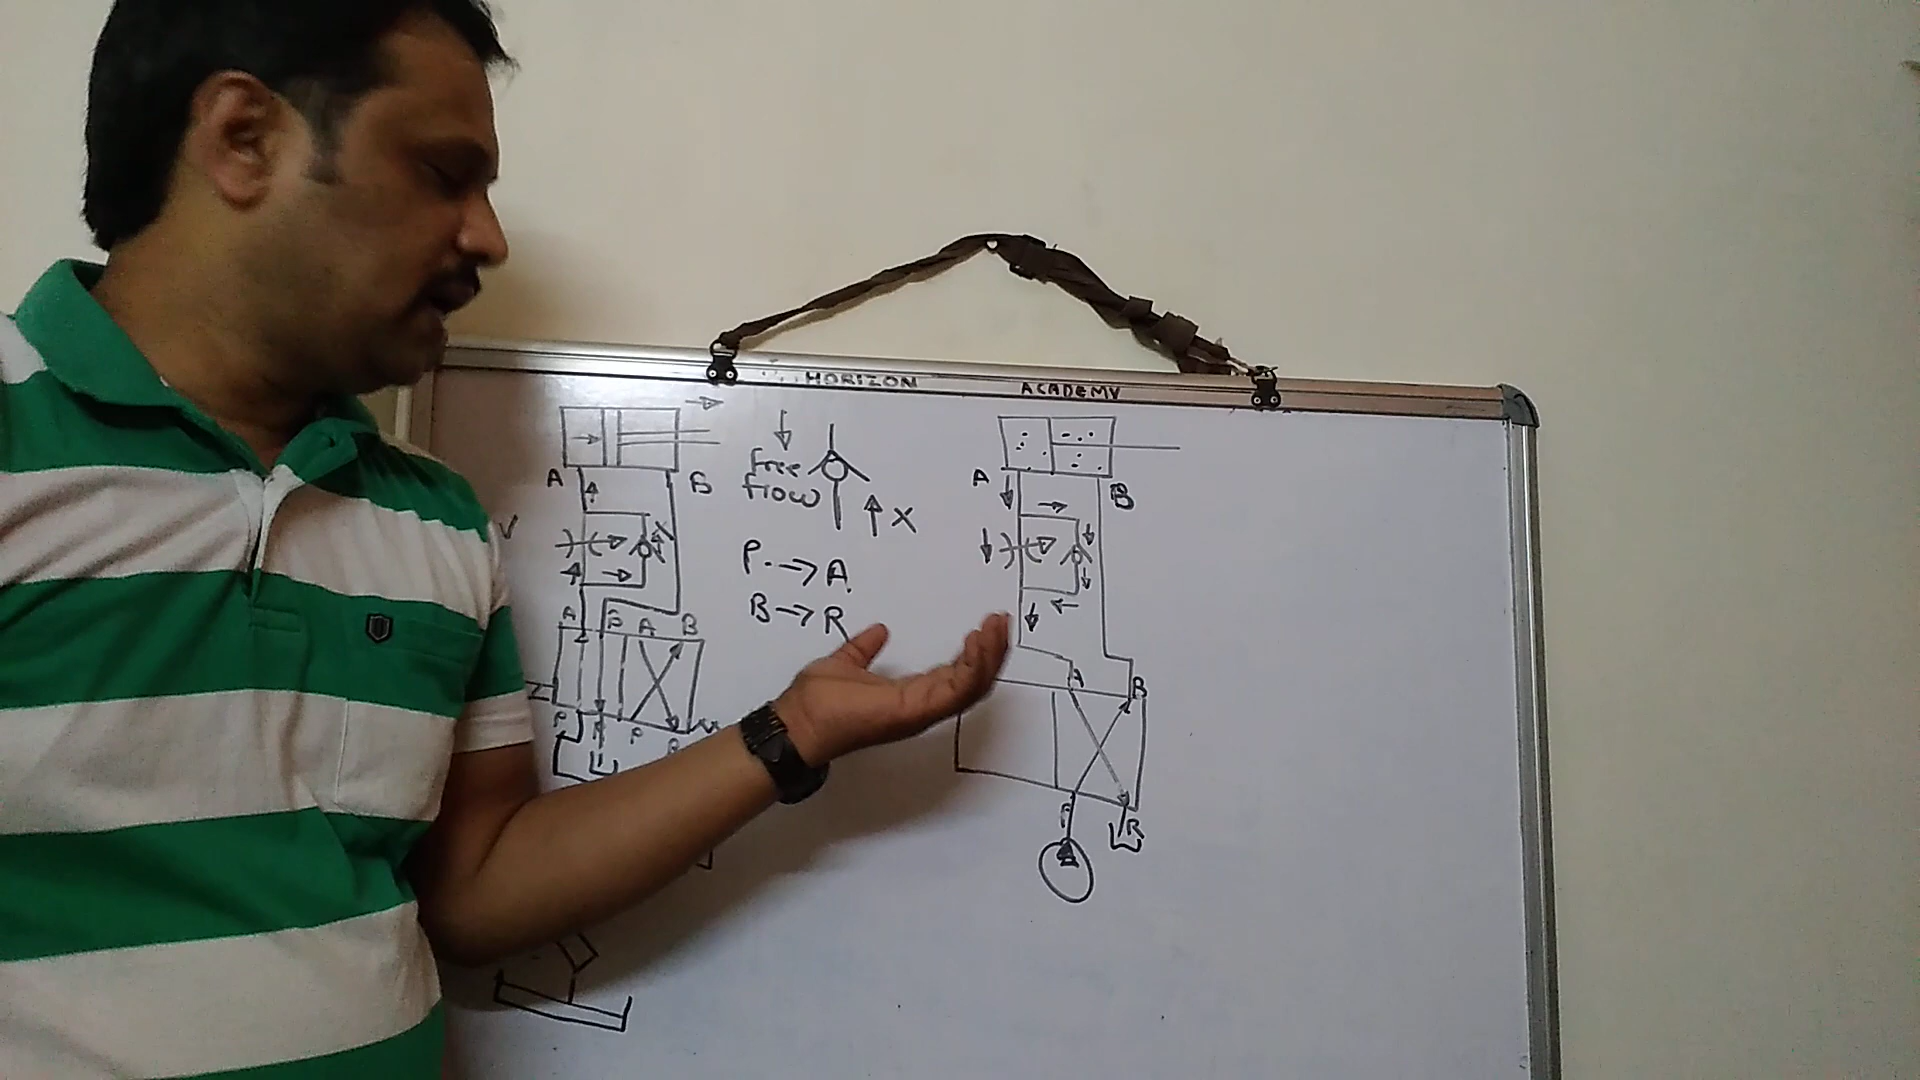 HORIZON ACADEMY
A B
free
flow
X
P. → A.
B → R
A B A B
P R P R
A B
A B
P R